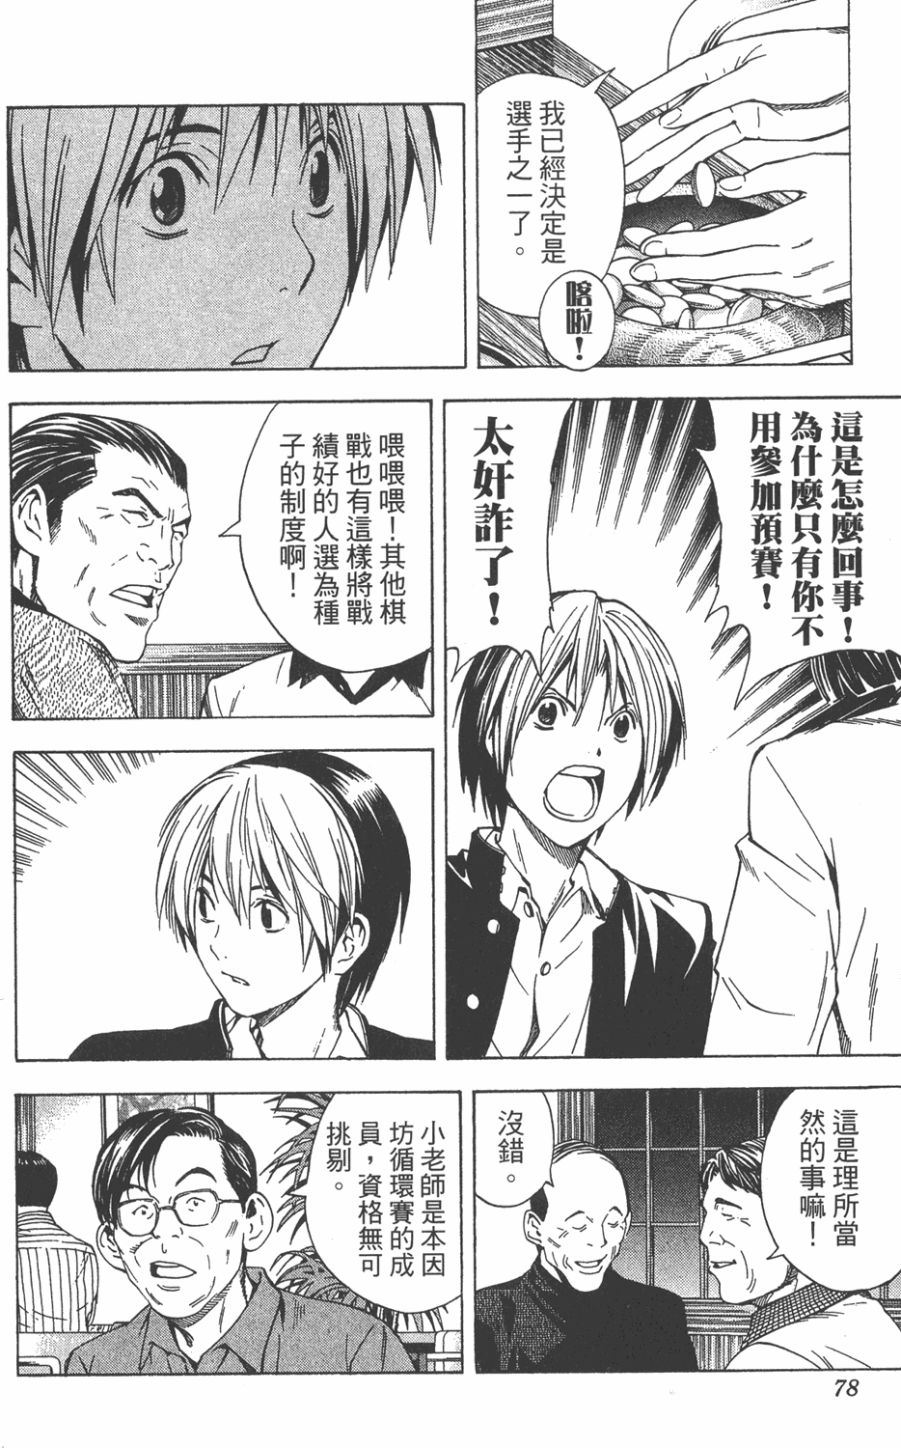 我已經決定是
選手之一了。
喀啦！
這是怎麼回事！
為什麼只有你不
用參加預賽！
太奸詐了！
喂喂喂！其他棋
戰也有這樣將戰
績好的人選為種
子的制度啊！
這是理所當
然的事嘛！
沒錯。
小老師是本因
坊循環賽的成
員，資格無可
挑剔。
78